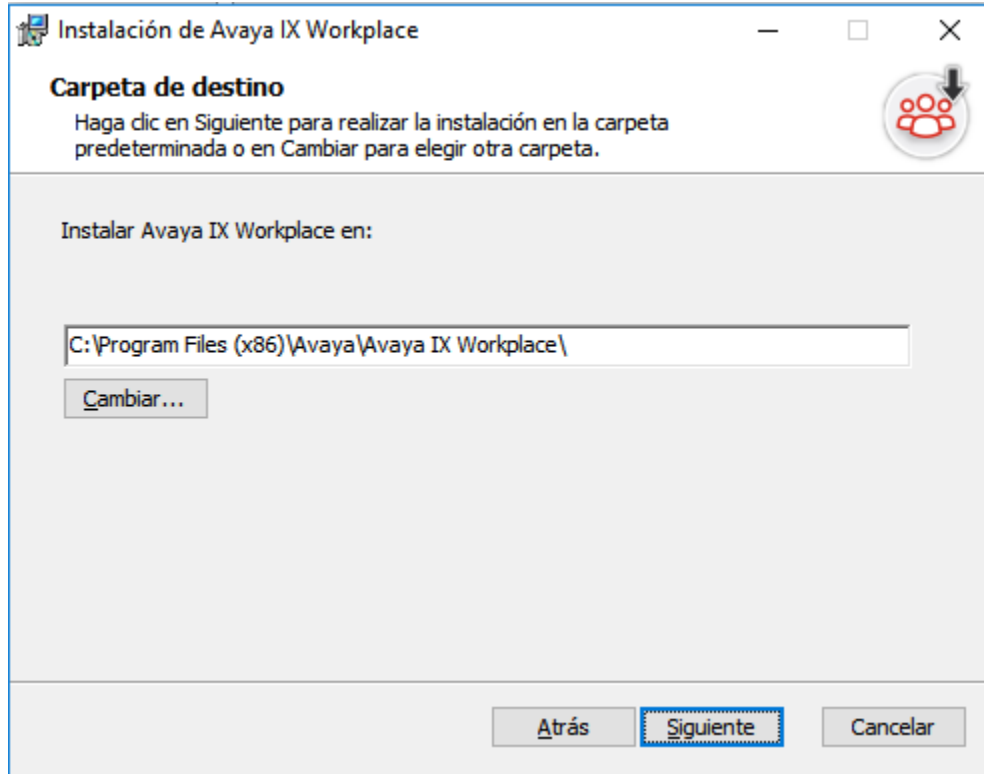 Instalación de Avaya IX Workplace
Carpeta de destino
Haga clic en Siguiente para realizar la instalación en la carpeta
predeterminada o en Cambiar para elegir otra carpeta.
Instalar Avaya IX Workplace en:
C:\Program Files (x86)\Avaya\Avaya IX Workplace\
Cambiar...
Atrás Siguiente Cancelar